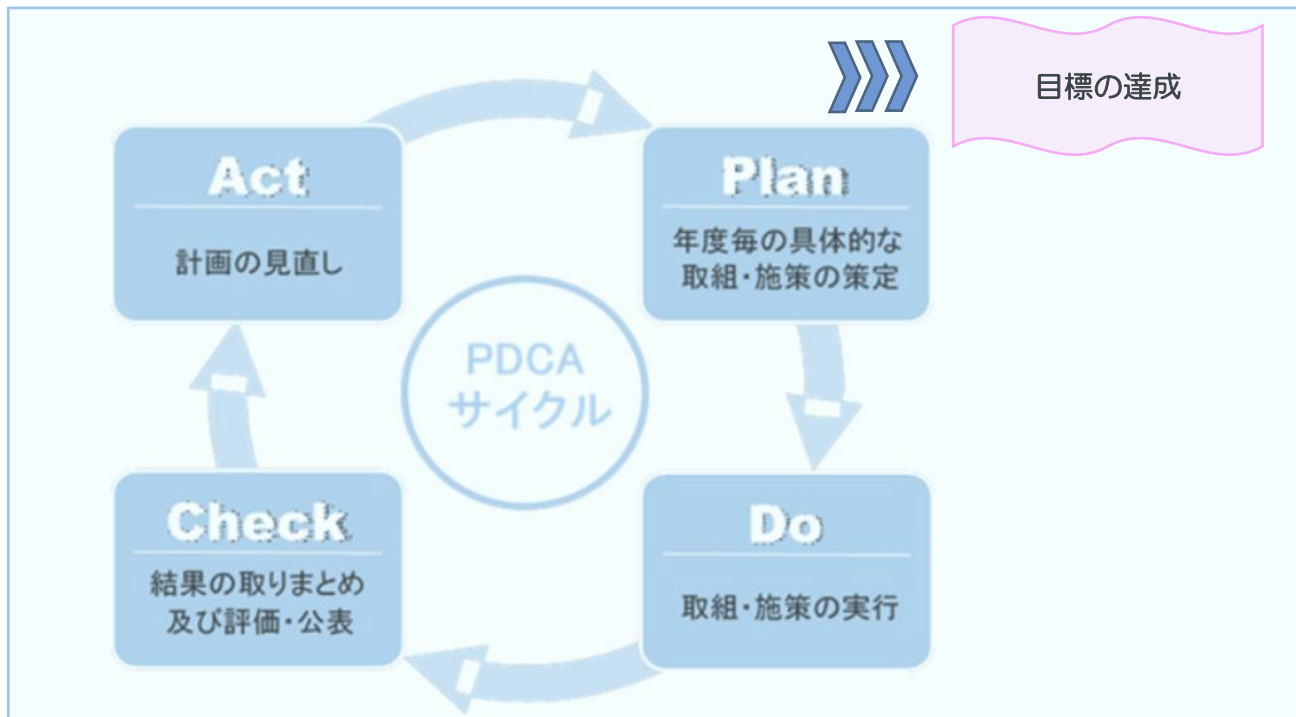 目標の達成
Act
計画の見直し
Plan
年度毎の具体的な
取組・施策の策定
PDCA
サイクル
Check
結果の取りまとめ
及び評価・公表
Do
取組・施策の実行